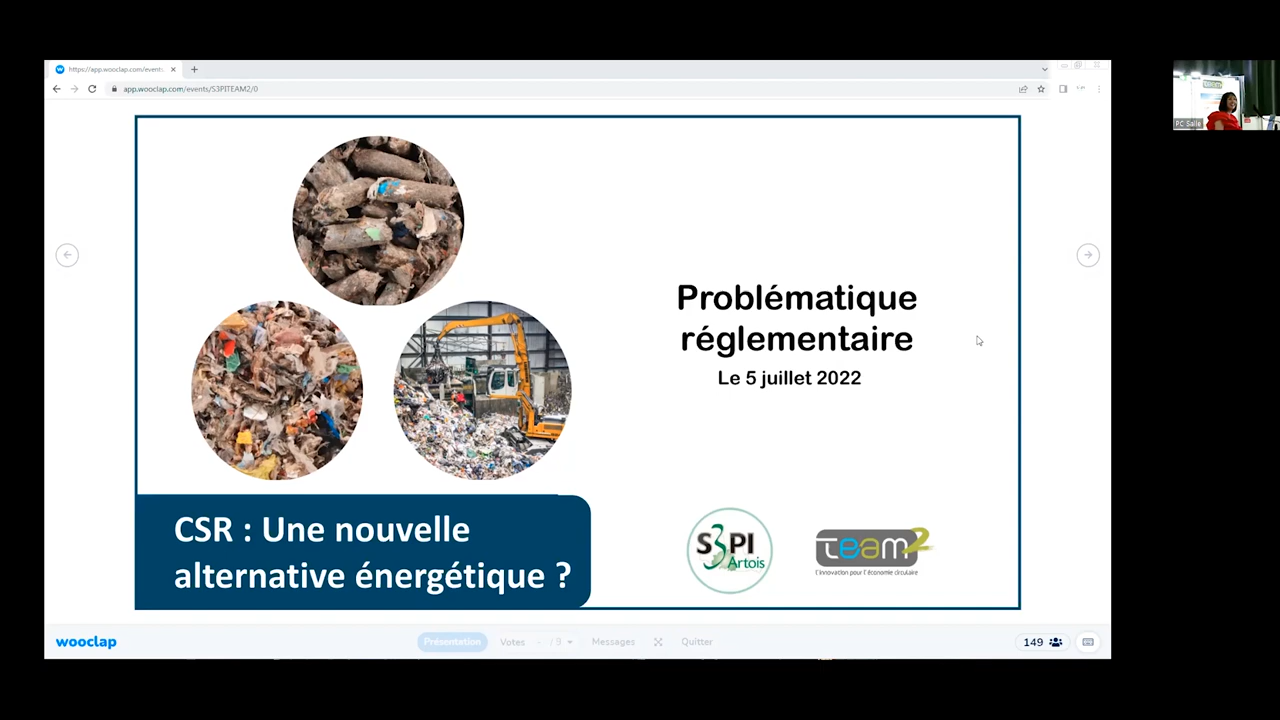 https://app.wooclap.com/events
app.wooclap.com/events/S3PITEAM2/0
PC Salle
Problématique
réglementaire
Le 5 juillet 2022
CSR : Une nouvelle
alternative énergétique ?
S3PI
Artois
team2
l'innovation pour l'économie circulaire
wooclap
Présentation
Votes
- / 9
Messages
Quitter
149